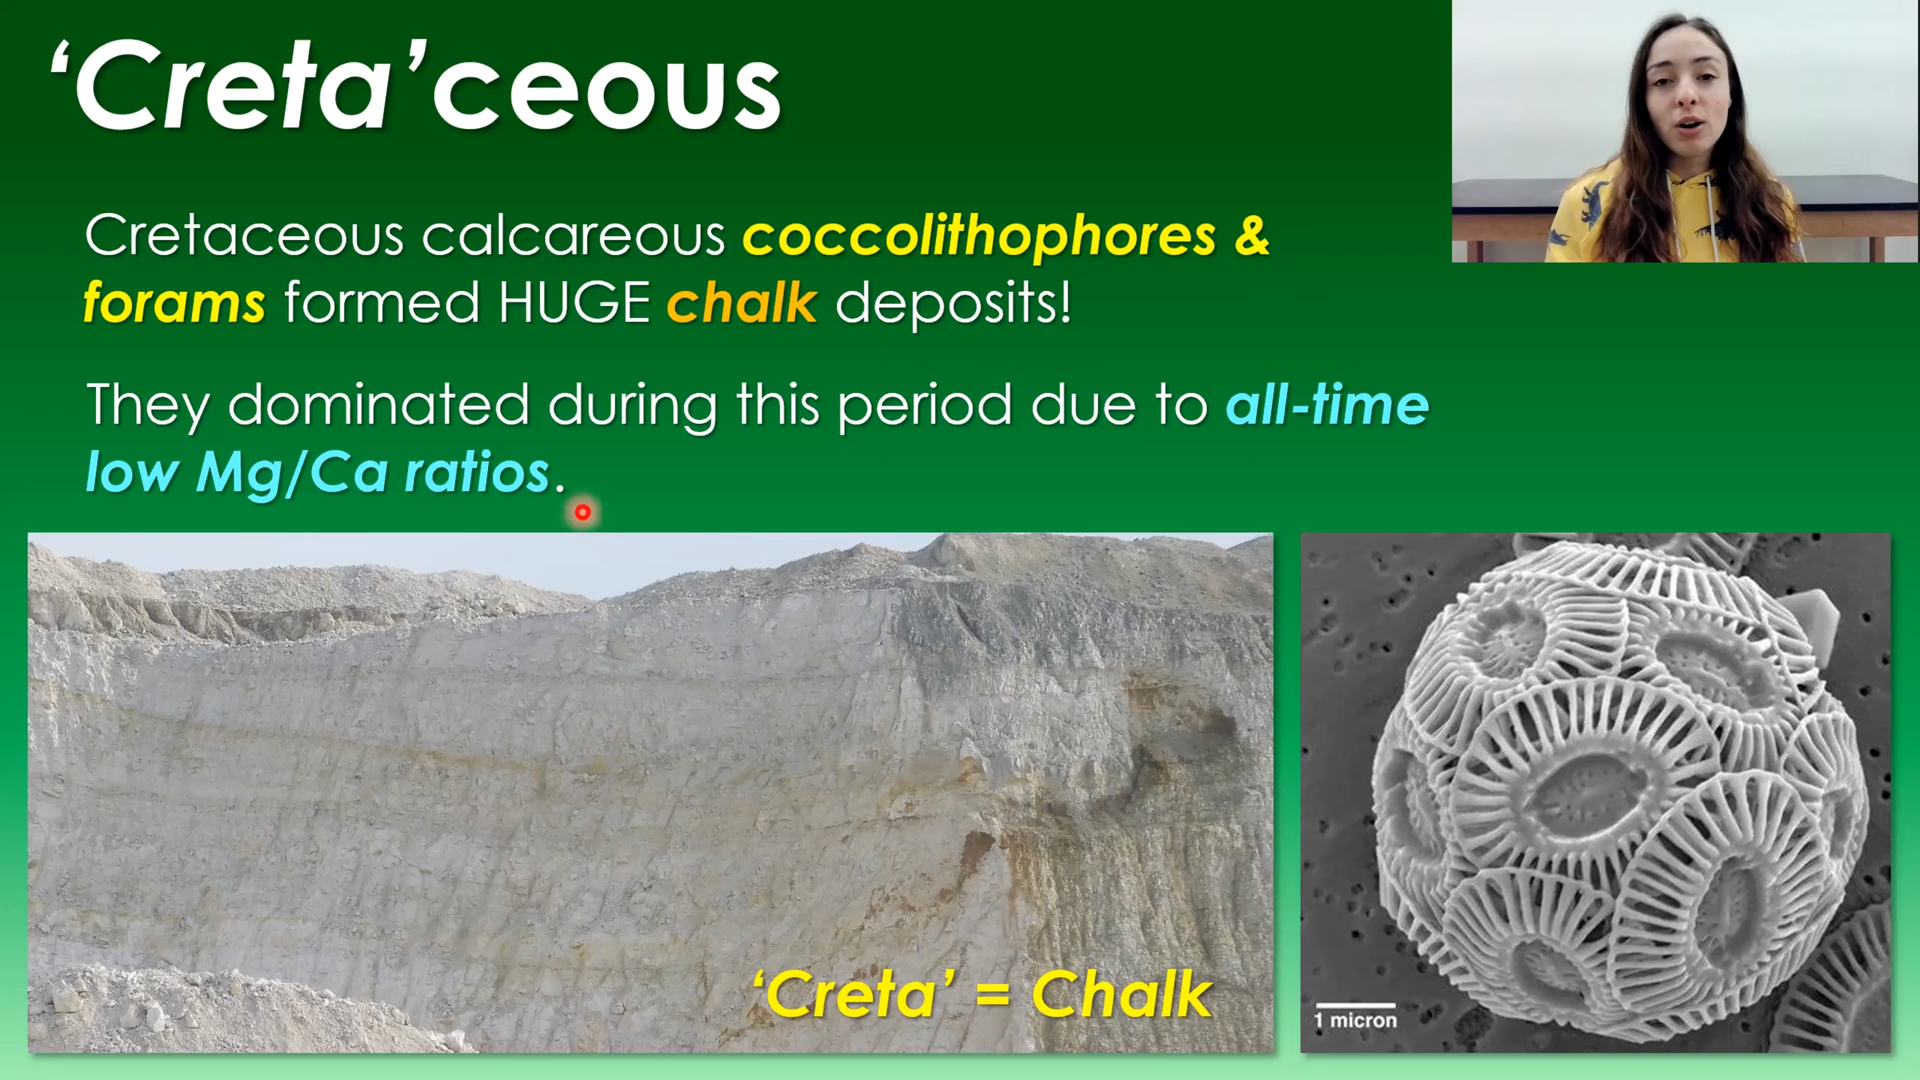 ‘Creta’ceous
Cretaceous calcareous coccolithophores &
forams formed HUGE chalk deposits!
They dominated during this period due to all-time
low Mg/Ca ratios.
‘Creta’ = Chalk
1 micron